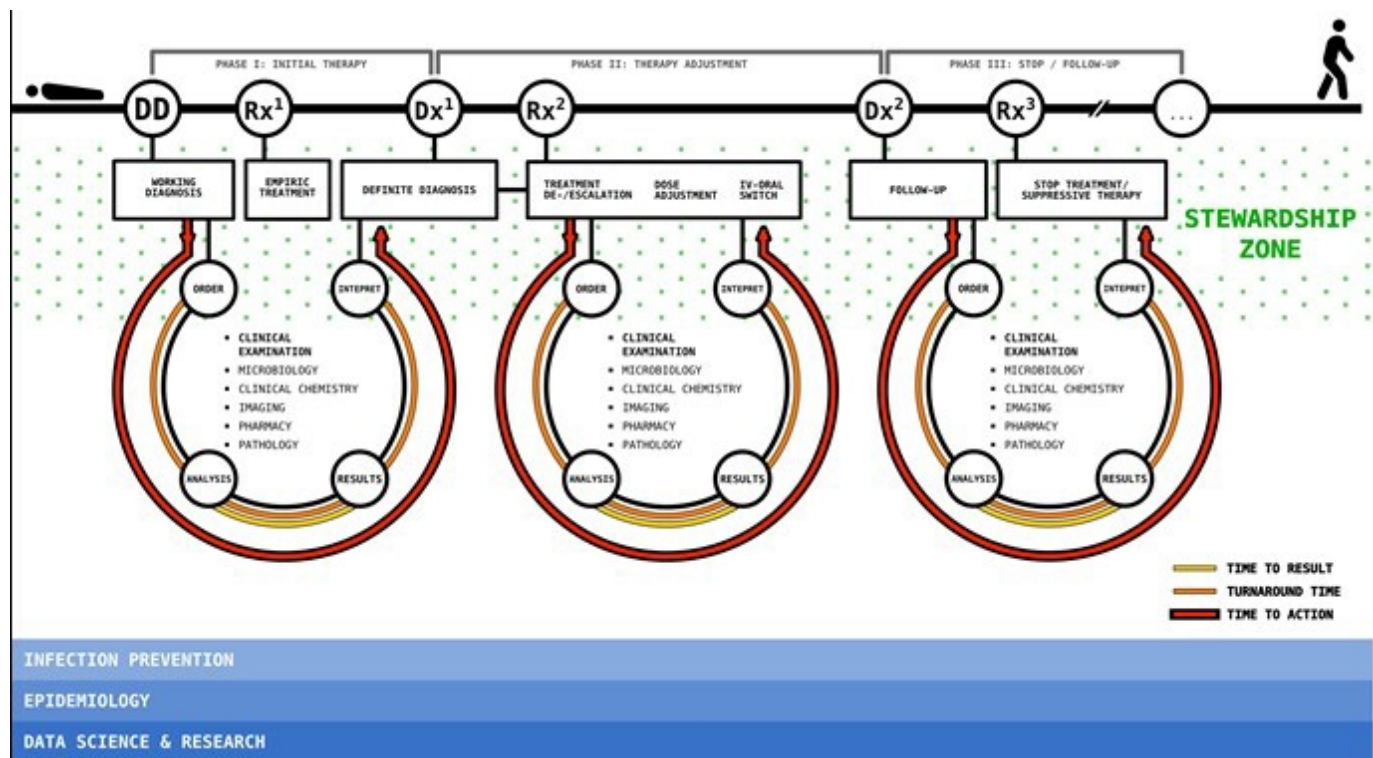 PHASE I: INITIAL THERAPY
PHASE II: THERAPY ADJUSTMENT
PHASE III: STOP / FOLLOW-UP
DD
Rx¹
Dx¹
Rx²
Dx²
Rx³
...
WORKING
DIAGNOSIS
EMPIRIC
TREATMENT
DEFINITE DIAGNOSIS
TREATMENT
DE-/ESCALATION
DOSE
ADJUSTMENT
IV-ORAL
SWITCH
FOLLOW-UP
STOP TREATMENT/
SUPPRESSIVE THERAPY
STEWARDSHIP
ZONE
ORDER
INTEPRET
• CLINICAL
EXAMINATION
• MICROBIOLOGY
• CLINICAL CHEMISTRY
• IMAGING
• PHARMACY
• PATHOLOGY
ANALYSIS
RESULTS
ORDER
INTEPRET
• CLINICAL
EXAMINATION
• MICROBIOLOGY
• CLINICAL CHEMISTRY
• IMAGING
• PHARMACY
• PATHOLOGY
ANALYSIS
RESULTS
ORDER
INTEPRET
• CLINICAL
EXAMINATION
• MICROBIOLOGY
• CLINICAL CHEMISTRY
• IMAGING
• PHARMACY
• PATHOLOGY
ANALYSIS
RESULTS
TIME TO RESULT
TURNAROUND TIME
TIME TO ACTION
INFECTION PREVENTION
EPIDEMIOLOGY
DATA SCIENCE & RESEARCH